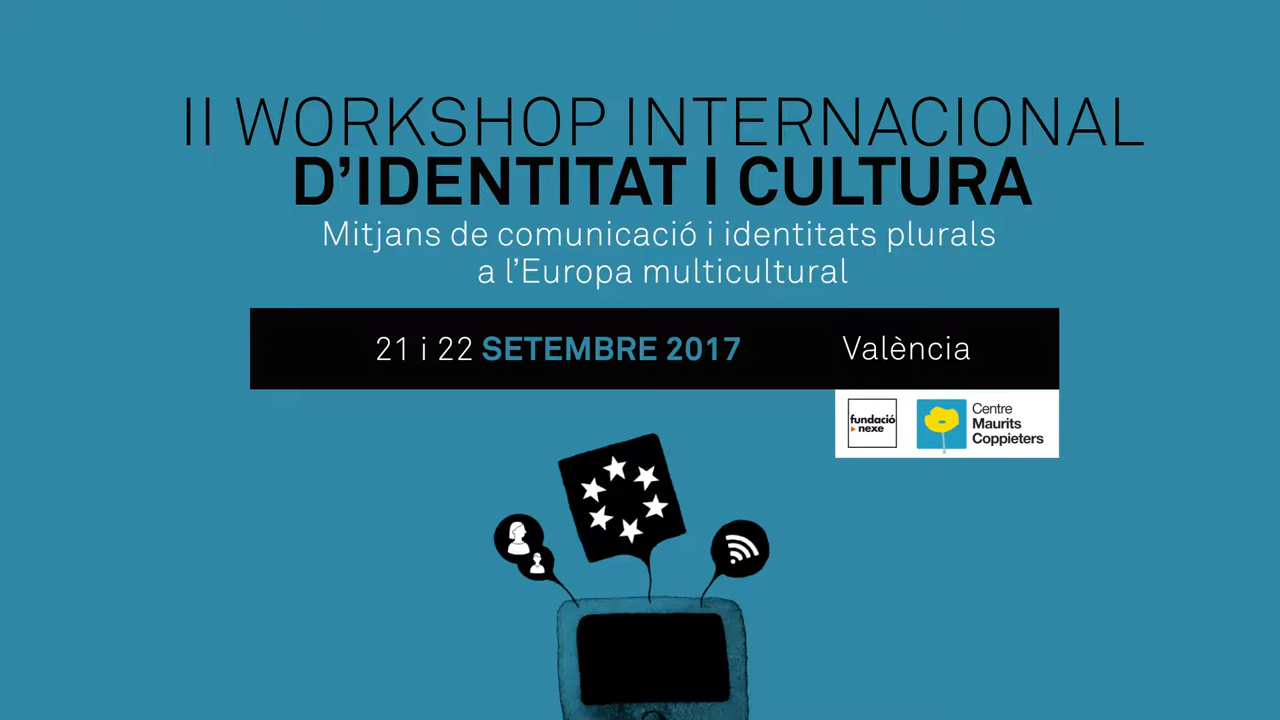 II WORKSHOP INTERNACIONAL
D’IDENTITAT I CULTURA
Mitjans de comunicació i identitats plurals
a l’Europa multicultural
21 i 22 SETEMBRE 2017 València
fundació
nexe
Centre
Maurits
Coppieters